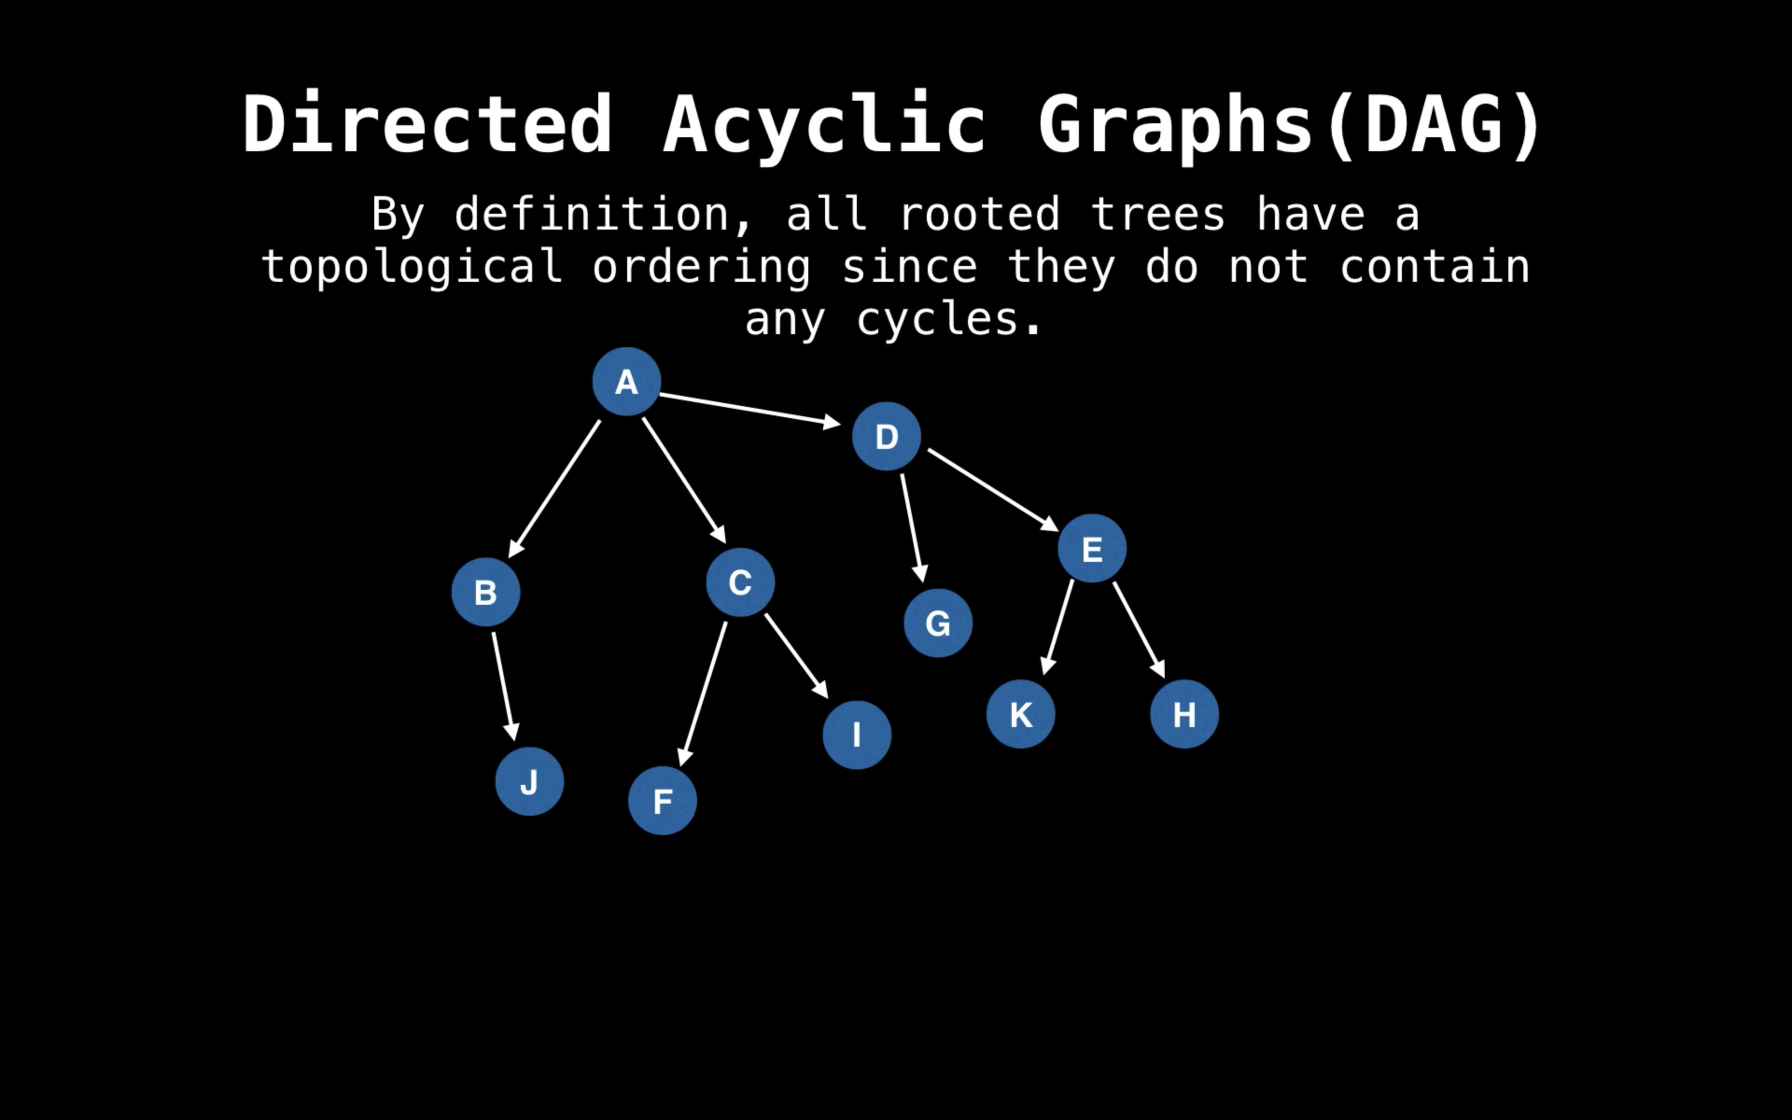 Directed Acyclic Graphs(DAG)
By definition, all rooted trees have a
topological ordering since they do not contain
any cycles.
A
D
E
B
C
G
K
H
I
J
F